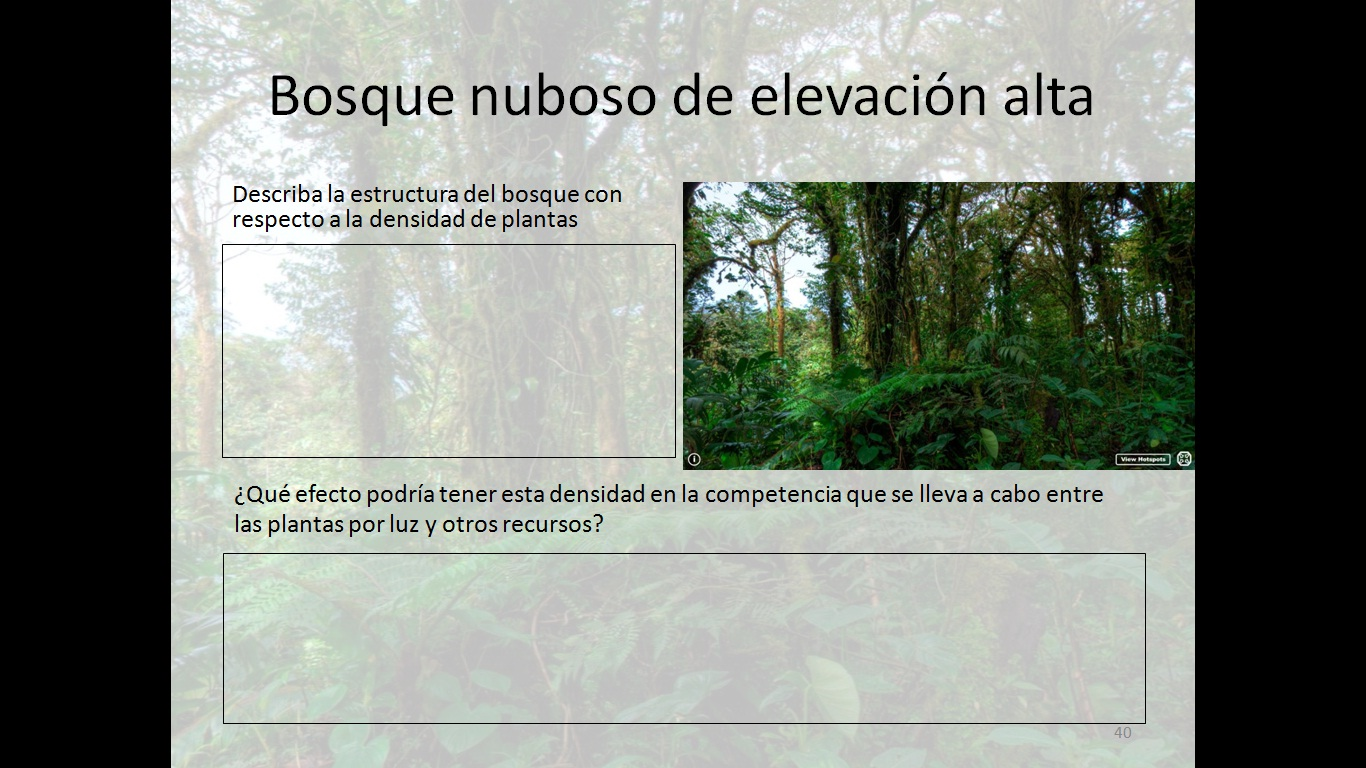 Bosque nuboso de elevación alta
Describa la estructura del bosque con
respecto a la densidad de plantas
View Hotspots
¿Qué efecto podría tener esta densidad en la competencia que se lleva a cabo entre
las plantas por luz y otros recursos?
40